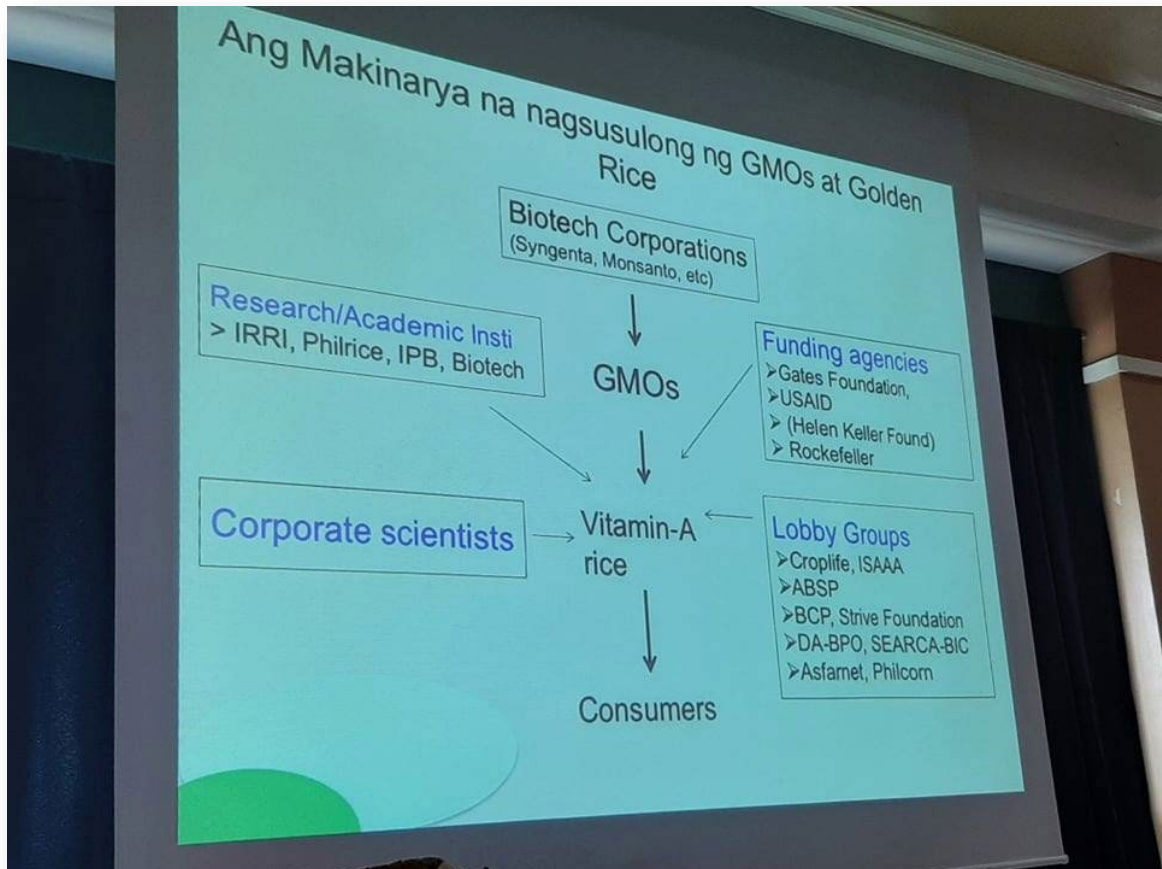 Ang Makinarya na nagsusulong ng GMOs at Golden
Rice
Biotech Corporations
(Syngenta, Monsanto, etc)
Research/Academic Insti
> IRRI, Philrice, IPB, Biotech
GMOs
Funding agencies
➢Gates Foundation,
➢USAID
➢ (Helen Keller Found)
➢ Rockefeller
Corporate scientists
Vitamin-A
rice
Lobby Groups
➢Croplife, ISAAA
➢ABSP
➢BCP, Strive Foundation
➢DA-BPO, SEARCA-BIC
➢Asfarnet, Philcorn
Consumers